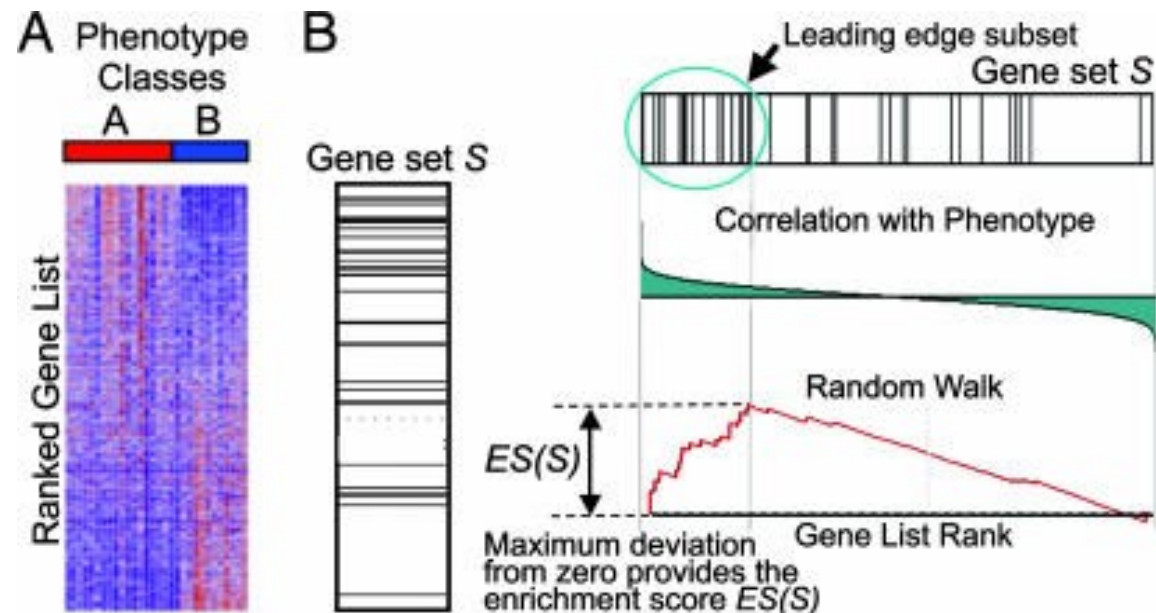 A
Phenotype
Classes
A B
Ranked Gene List
B
Gene set S
Leading edge subset
Gene set S
Correlation with Phenotype
Random Walk
ES(S)
Gene List Rank
Maximum deviation
from zero provides the
enrichment score ES(S)